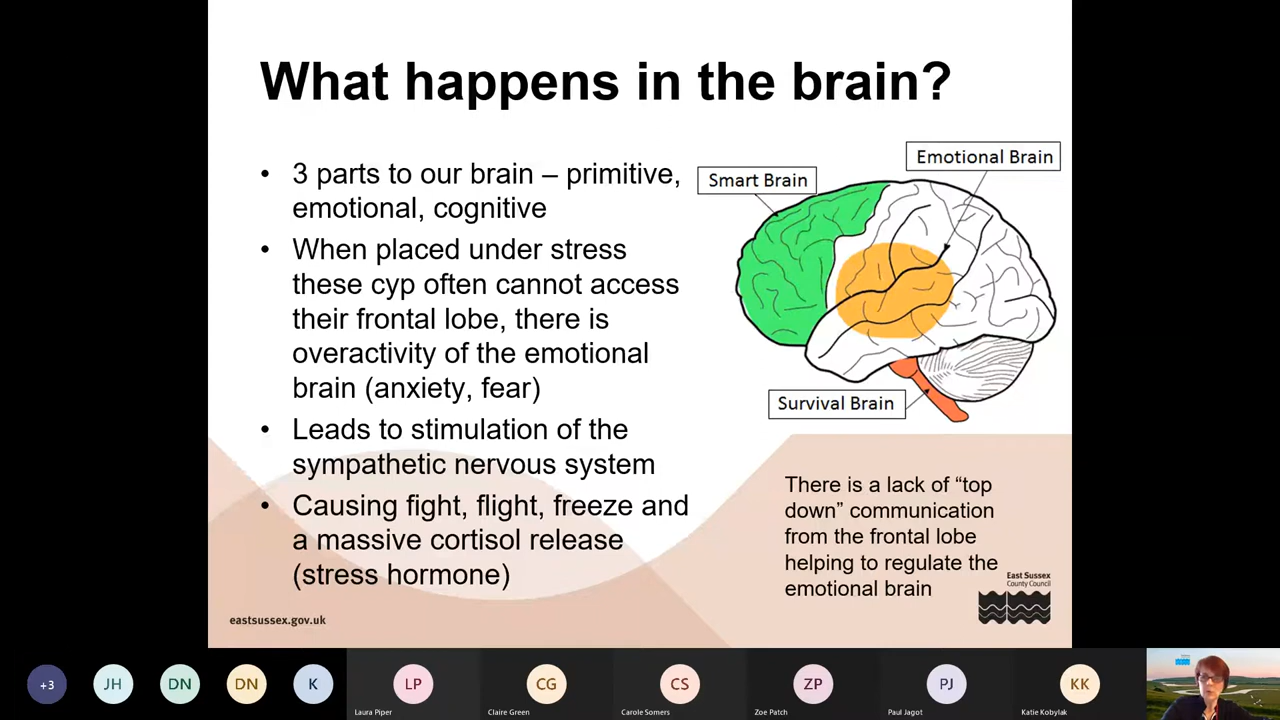 What happens in the brain?
• 3 parts to our brain – primitive,
emotional, cognitive
• When placed under stress
these cyp often cannot access
their frontal lobe, there is
overactivity of the emotional
brain (anxiety, fear)
• Leads to stimulation of the
sympathetic nervous system
• Causing fight, flight, freeze and
a massive cortisol release
(stress hormone)
Emotional Brain
Smart Brain
Survival Brain
There is a lack of “top
down” communication
from the frontal lobe
helping to regulate the
emotional brain
East Sussex
County Council
eastsussex.gov.uk
+3
JH
DN
DN
K
LP
Laura Piper
CG
Claire Green
CS
Carole Somers
ZP
Zoe Patch
PJ
Paul Jagot
KK
Katie Kobylak